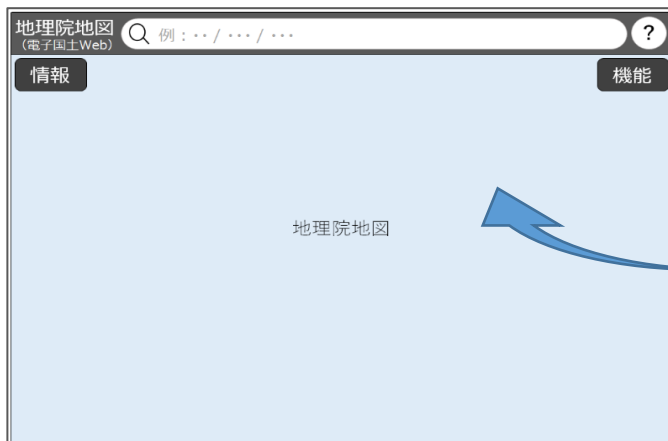 地理院地図
（電子国土Web）
例：‥/ …/ …
?
情報
機能
地理院地図